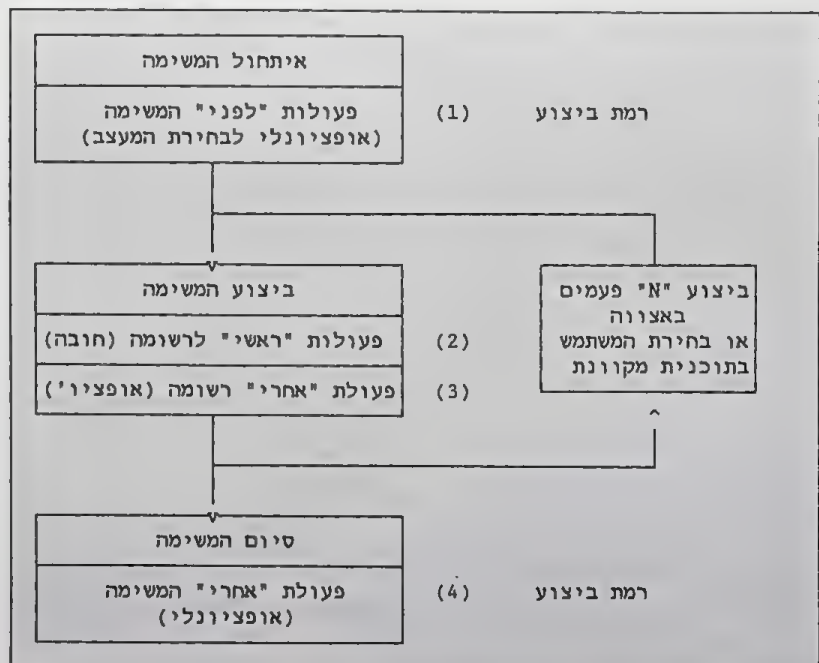 איתחול המשימה
פעולות "לפני" המשימה
(אופציונלי לבחירת המעצב)
(1) רמת ביצוע
ביצוע המשימה
פעולות "ראשי" לרשומה (חובה)
(2)
פעולת "אחרי" רשומה (אופציו')
(3)
ביצוע "N" פעמים
באצווה
או בחירת המשתמש
בתוכנית מקוונת
סיום המשימה
פעולת "אחרי" המשימה
(אופציונלי)
(4) רמת ביצוע